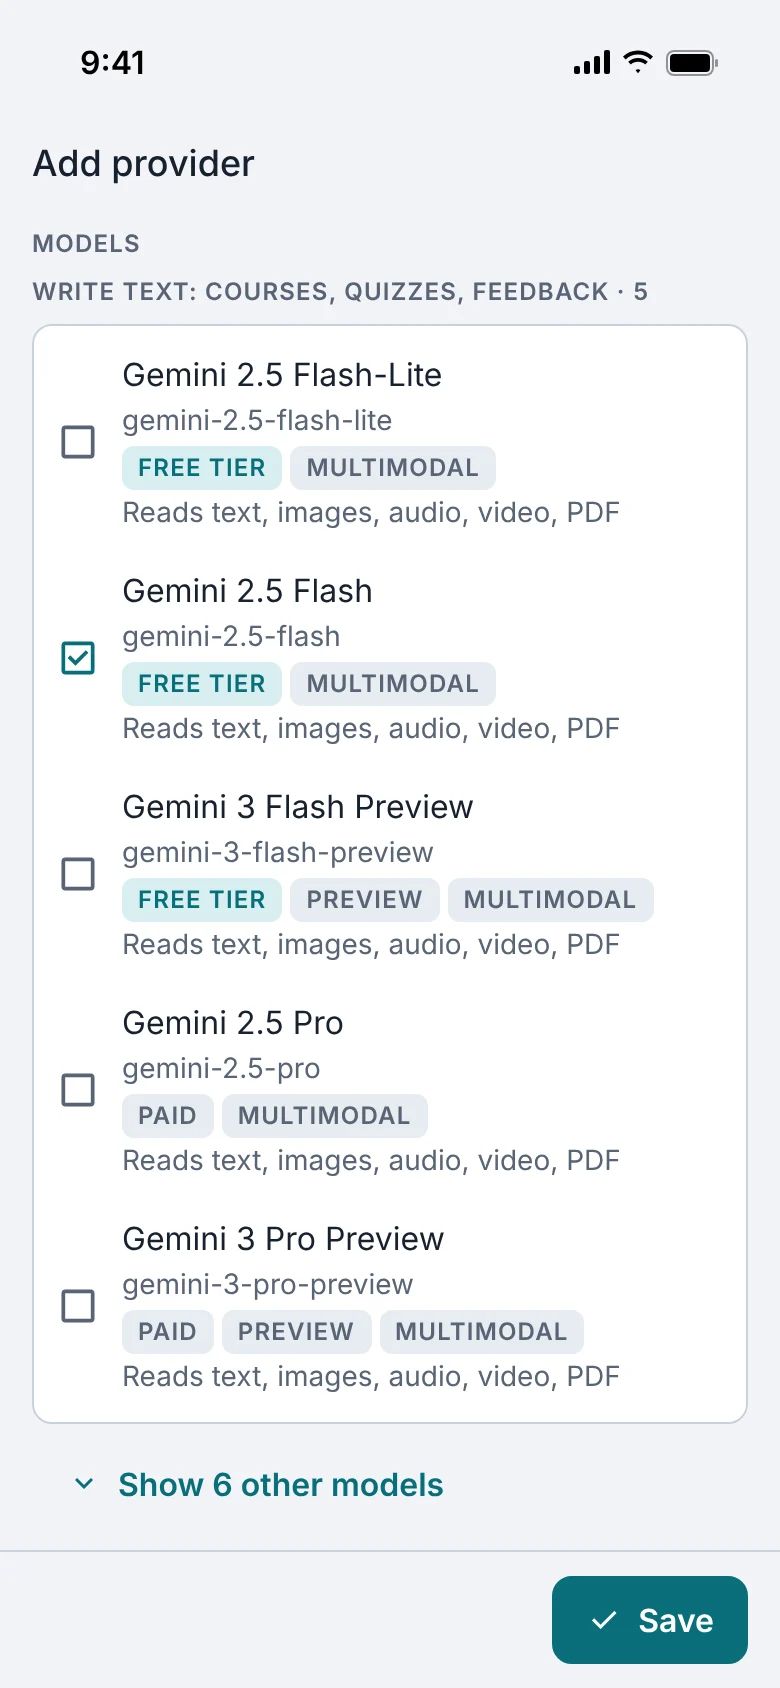 9:41
Add provider
MODELS
WRITE TEXT: COURSES, QUIZZES, FEEDBACK · 5
Gemini 2.5 Flash-Lite
gemini-2.5-flash-lite
FREE TIER MULTIMODAL
Reads text, images, audio, video, PDF
Gemini 2.5 Flash
gemini-2.5-flash
FREE TIER MULTIMODAL
Reads text, images, audio, video, PDF
Gemini 3 Flash Preview
gemini-3-flash-preview
FREE TIER PREVIEW MULTIMODAL
Reads text, images, audio, video, PDF
Gemini 2.5 Pro
gemini-2.5-pro
PAID MULTIMODAL
Reads text, images, audio, video, PDF
Gemini 3 Pro Preview
gemini-3-pro-preview
PAID PREVIEW MULTIMODAL
Reads text, images, audio, video, PDF
Show 6 other models
Save